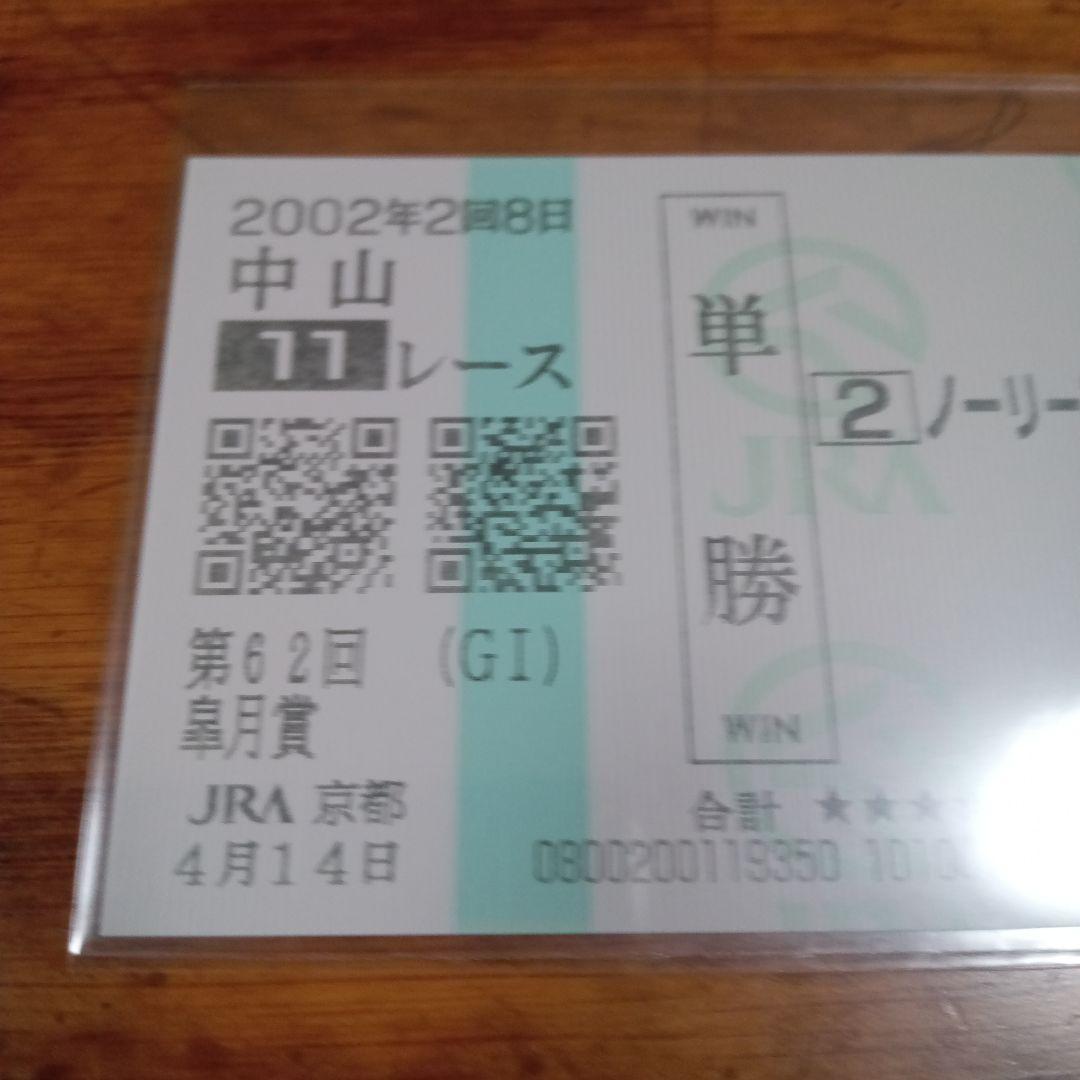 2002年2回8日
中山
11レース
第62回 (GI)
皐月賞
JRA 京都
4月14日
WIN
単勝
WIN
2 ノーリー
JRA
合計 ★★★
0800200119350 1010